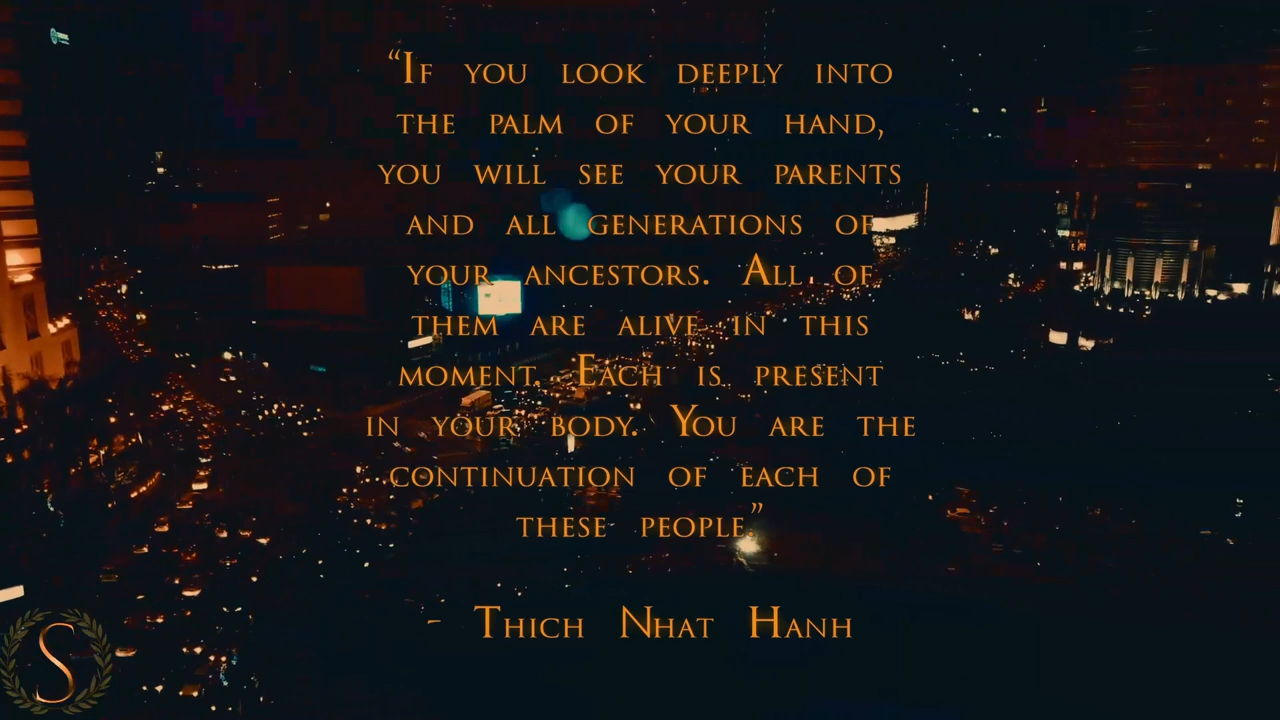 “If you look deeply into
the palm of your hand,
you will see your parents
and all generations of
your ancestors. All of
them are alive in this
moment. Each is present
in your body. You are the
continuation of each of
these people.”
- Thich Nhat Hanh
S